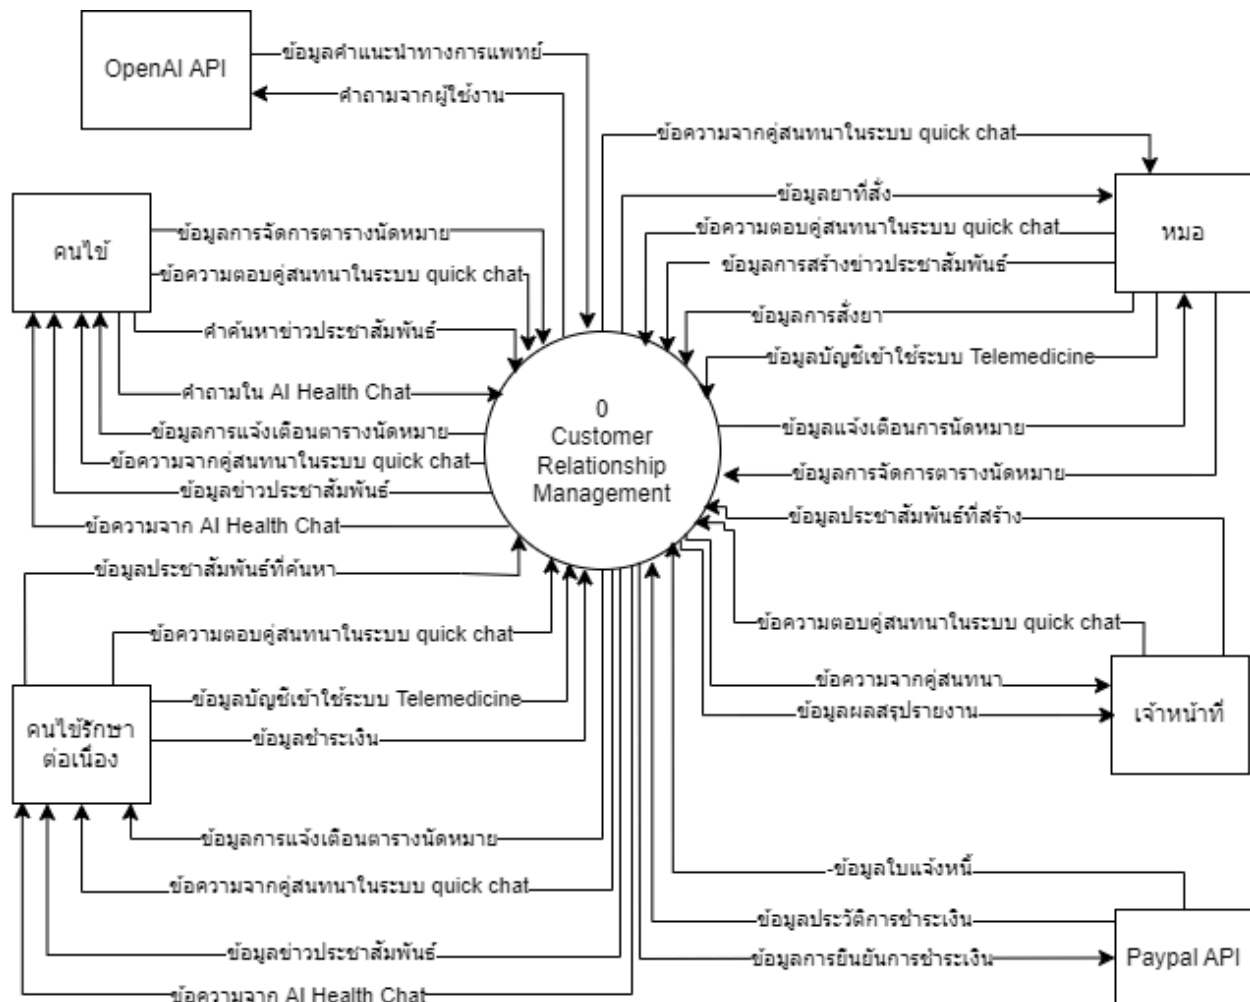 OpenAI API
ข้อมูลคำแนะนำทางการแพทย์
คำถามจากผู้ใช้งาน
ข้อความจากคู่สนทนาในระบบ quick chat
ข้อมูลยาที่สั่ง
ข้อความตอบคู่สนทนาในระบบ quick chat
ข้อมูลการสร้างข่าวประชาสัมพันธ์
ข้อมูลการสั่งยา
ข้อมูลบัญชีเข้าใช้ระบบ Telemedicine
ข้อมูลแจ้งเตือนการนัดหมาย
ข้อมูลการจัดการตารางนัดหมาย
หมอ
คนไข้
ข้อมูลการจัดการตารางนัดหมาย
ข้อความตอบคู่สนทนาในระบบ quick chat
คำค้นหาข่าวประชาสัมพันธ์
คำถามใน AI Health Chat
ข้อมูลการแจ้งเตือนตารางนัดหมาย
ข้อความจากคู่สนทนาในระบบ quick chat
ข้อมูลข่าวประชาสัมพันธ์
ข้อความจาก AI Health Chat
0
Customer
Relationship
Management
ข้อมูลประชาสัมพันธ์ที่สร้าง
ข้อความตอบคู่สนทนาในระบบ quick chat
ข้อความจากคู่สนทนา
ข้อมูลผลสรุปรายงาน
เจ้าหน้าที่
ข้อมูลประชาสัมพันธ์ที่ค้นหา
ข้อความตอบคู่สนทนาในระบบ quick chat
ข้อมูลบัญชีเข้าใช้ระบบ Telemedicine
ข้อมูลชำระเงิน
คนไข้รักษา
ต่อเนื่อง
ข้อมูลการแจ้งเตือนตารางนัดหมาย
ข้อความจากคู่สนทนาในระบบ quick chat
ข้อมูลข่าวประชาสัมพันธ์
ข้อความจาก AI Health Chat
-ข้อมูลใบแจ้งหนี้
ข้อมูลประวัติการชำระเงิน
ข้อมูลการยืนยันการชำระเงิน
Paypal API